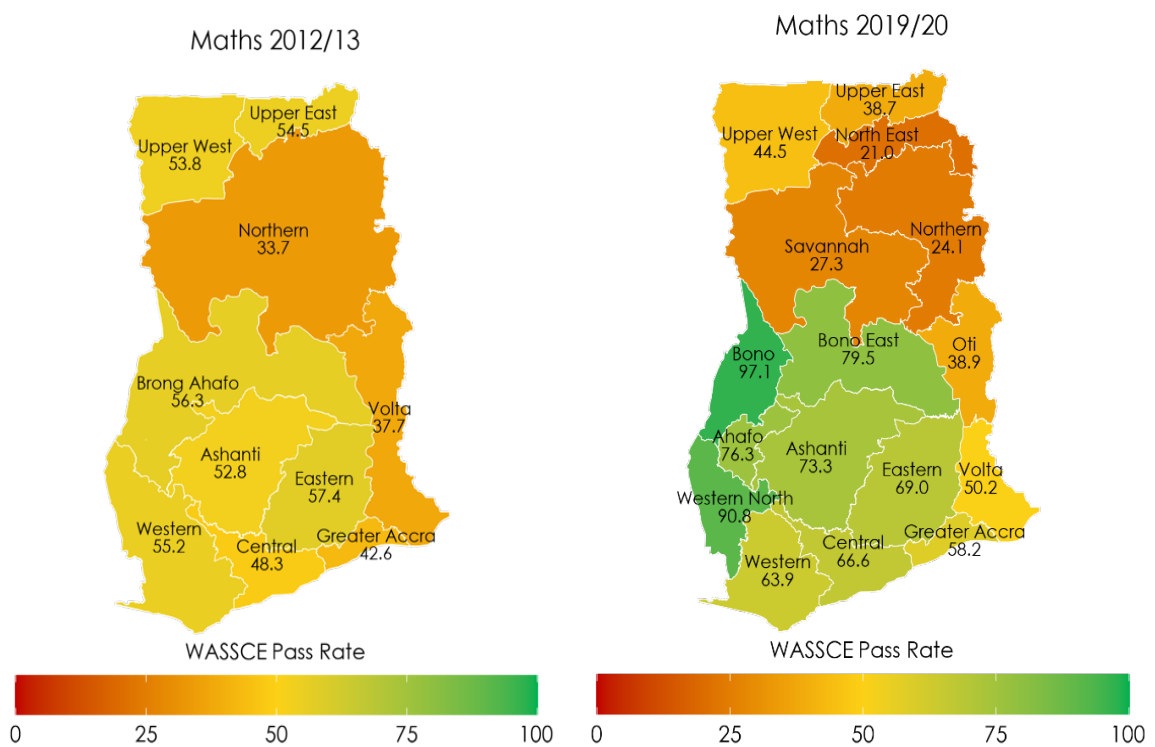 Maths 2012/13
Upper East
54.5
Upper West
53.8
Northern
33.7
Brong Ahafo
56.3
Volta
37.7
Ashanti
52.8
Eastern
57.4
Western
55.2
Central
48.3
Greater Accra
42.6
WASSCE Pass Rate
0 25 50 75 100
Maths 2019/20
Upper East
38.7
Upper West
44.5
North East
21.0
Northern
24.1
Savannah
27.3
Bono
97.1
Bono East
79.5
Oti
38.9
Ahafo
76.3
Ashanti
73.3
Eastern
69.0
Volta
50.2
Western North
90.8
Greater Accra
58.2
Central
66.6
Western
63.9
WASSCE Pass Rate
0 25 50 75 100